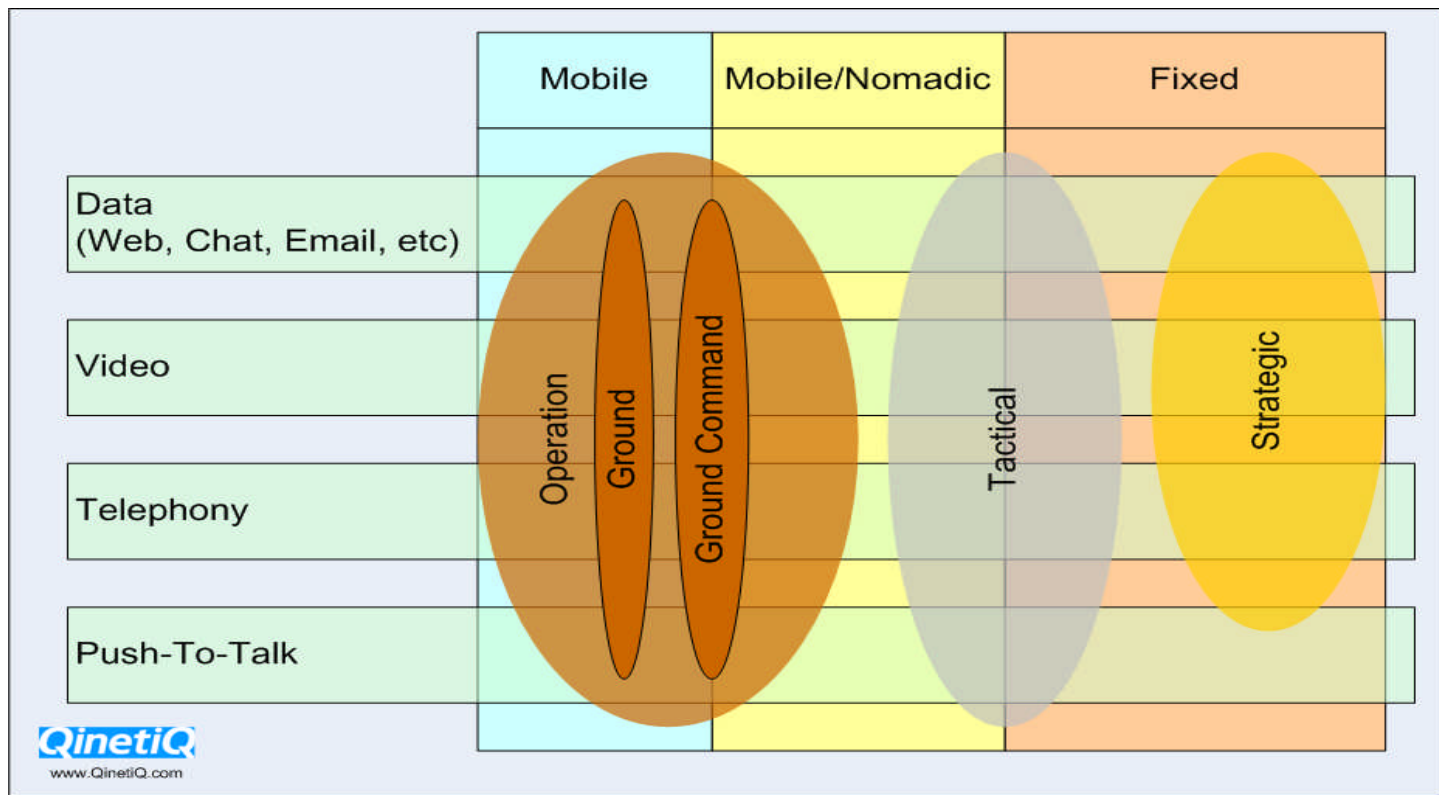 Mobile
Mobile/Nomadic
Fixed
Data
(Web, Chat, Email, etc)
Video
Telephony
Push-To-Talk
Operation
Ground
Ground Command
Tactical
Strategic
QinetiQ
www.QinetiQ.com